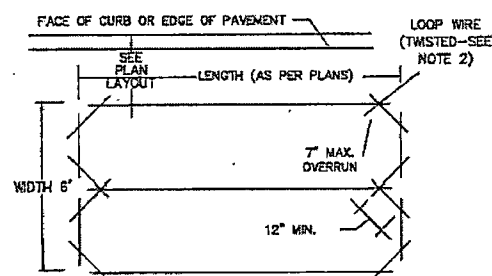 FACE OF CURB OR EDGE OF PAVEMENT
LOOP WIRE
(TWISTED-SEE
NOTE 2)
SEE
PLAN
LAYOUT
LENGTH (AS PER PLANS)
7" MAX.
OVERRUN
WIDTH 6'
12" MIN.